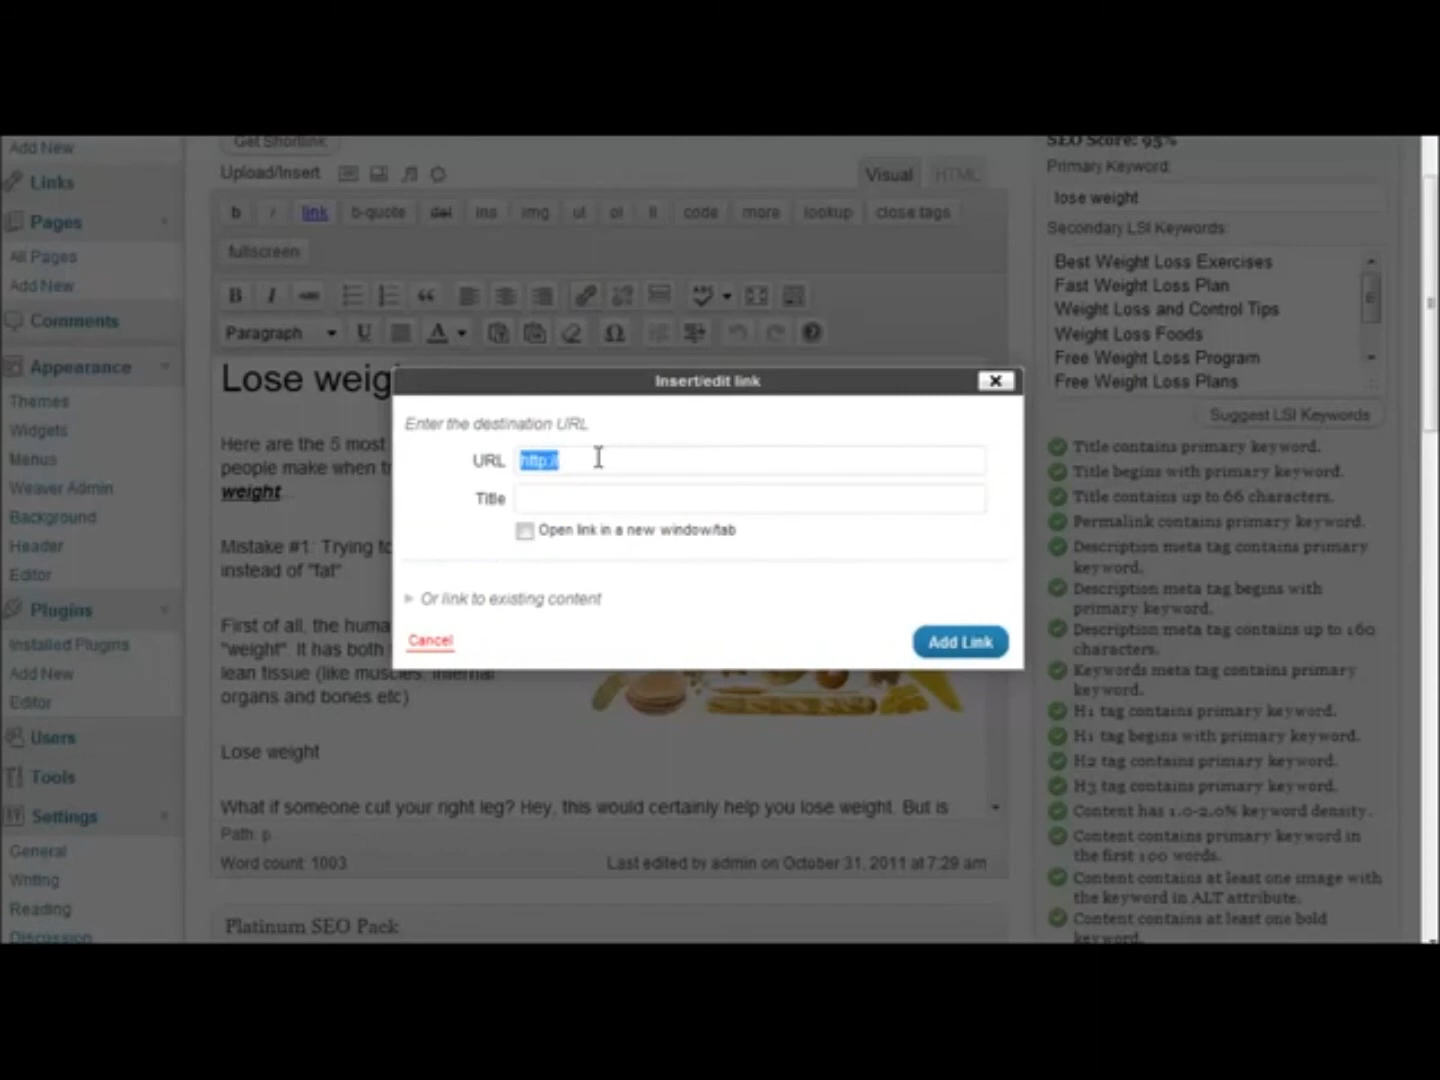 Add New
Links
Pages
All Pages
Add New
Comments
Appearance
Themes
Widgets
Menus
Weaver Admin
Background
Header
Editor
Plugins
Installed Plugins
Add New
Editor
Users
Tools
Settings
General
Writing
Reading
Discussion
Get Shortlink
Upload/Insert
Visual
HTML
b
i
link
b-quote
del
ins
img
ul
ol
li
code
more
lookup
close tags
fullscreen
B I ABC
ABC
Paragraph
U
A
Ω
Lose weig
Here are the 5 most
people make when tr
weight
Mistake #1: Trying to
instead of "fat"
First of all, the huma
"weight". It has both
lean tissue (like muscles, internal
organs and bones etc)
Lose weight
What if someone cut your right leg? Hey, this would certainly help you lose weight. But is
Path: p
Word count: 1003
Last edited by admin on October 31, 2011 at 7:29 am
Platinum SEO Pack
Insert/edit link
Enter the destination URL
URL http://
Title
Open link in a new window/tab
Or link to existing content
Cancel
Add Link
SEO Score: 95%
Primary Keyword:
lose weight
Secondary LSI Keywords:
Best Weight Loss Exercises
Fast Weight Loss Plan
Weight Loss and Control Tips
Weight Loss Foods
Free Weight Loss Program
Free Weight Loss Plans
Suggest LSI Keywords
Title contains primary keyword.
Title begins with primary keyword.
Title contains up to 66 characters.
Permalink contains primary keyword.
Description meta tag contains primary
keyword.
Description meta tag begins with
primary keyword.
Description meta tag contains up to 160
characters.
Keywords meta tag contains primary
keyword.
H1 tag contains primary keyword.
H1 tag begins with primary keyword.
H2 tag contains primary keyword.
H3 tag contains primary keyword.
Content has 1.0-2.0% keyword density.
Content contains primary keyword in
the first 100 words.
Content contains at least one image with
the keyword in ALT attribute.
Content contains at least one bold
keyword.